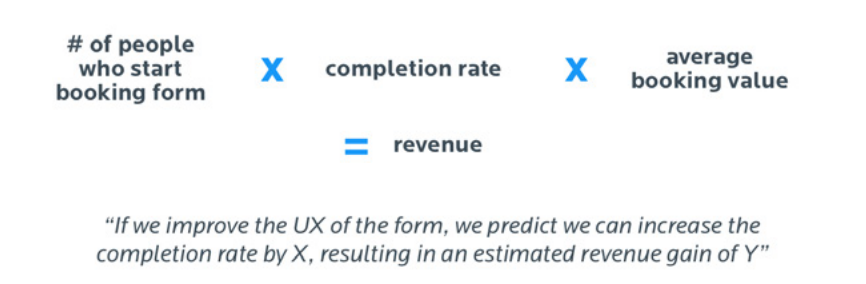 # of people
who start
booking form
X
completion rate
X
average
booking value
= revenue
“If we improve the UX of the form, we predict we can increase the
completion rate by X, resulting in an estimated revenue gain of Y”